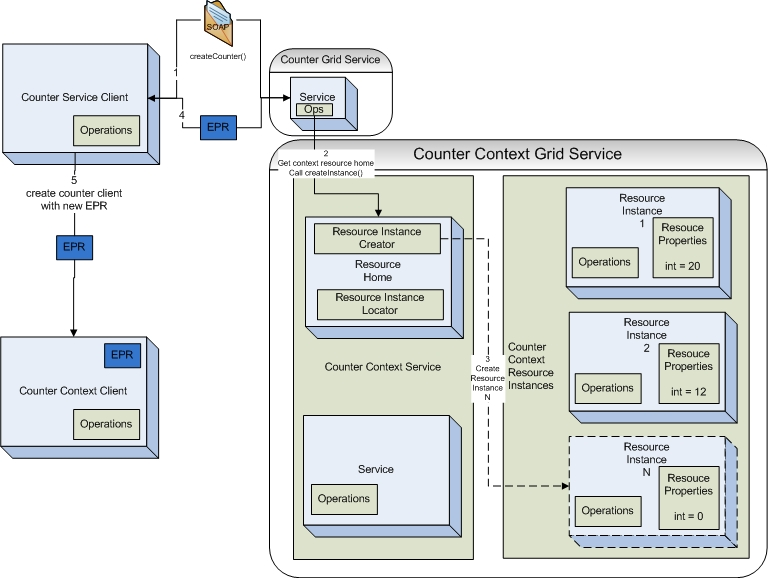 SOAP
createCounter()
1
4
EPR
Counter Service Client
Operations
Counter Grid Service
Service
Ops
2
Get context resource home
Call createInstance()
5
create counter client
with new EPR
EPR
EPR
Counter Context Client
Operations
Counter Context Grid Service
Resource Instance
Creator
Resource
Home
Resource Instance
Locator
Counter Context Service
Service
Operations
3
Create
Resource
Instance
N
Counter
Context
Resource
Instances
Resource
Instance
1
Operations
Resouce
Properties
int = 20
Resource
Instance
2
Operations
Resouce
Properties
int = 12
Resource
Instance
N
Operations
Resouce
Properties
int = 0